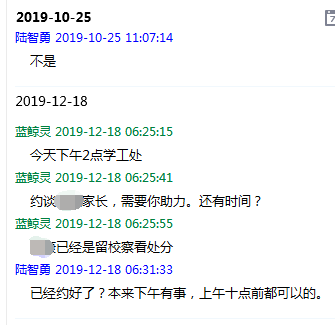 2019-10-25
陆智勇 2019-10-25 11:07:14
不是
2019-12-18
蓝鲸灵 2019-12-18 06:25:15
今天下午2点学工处
蓝鲸灵 2019-12-18 06:25:41
约谈家长，需要你助力。还有时间？
蓝鲸灵 2019-12-18 06:25:55
已经是留校察看处分
陆智勇 2019-12-18 06:31:33
已经约好了？本来下午有事，上午十点前都可以的。